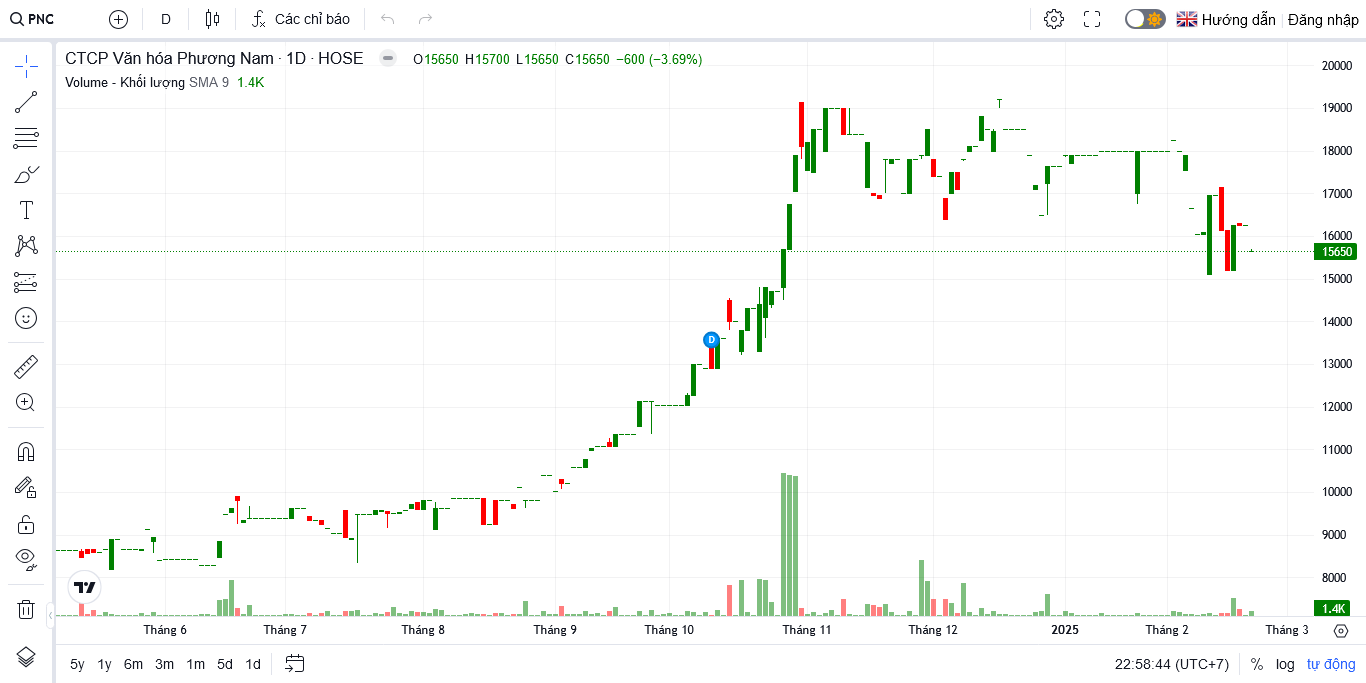 PNC D Các chỉ báo Hướng dẫn Đăng nhập
CTCP Văn hóa Phương Nam · 1D · HOSE O15650 H15700 L15650 C15650 −600 (−3.69%)
Volume - Khối lượng SMA 9 1.4K
20000
19000
18000
17000
16000
15650
15000
14000
D
13000
12000
11000
10000
9000
8000
1.4K
Tháng 6 Tháng 7 Tháng 8 Tháng 9 Tháng 10 Tháng 11 Tháng 12 2025 Tháng 2 Tháng 3
5y 1y 6m 3m 1m 5d 1d 22:58:44 (UTC+7) % log tự động